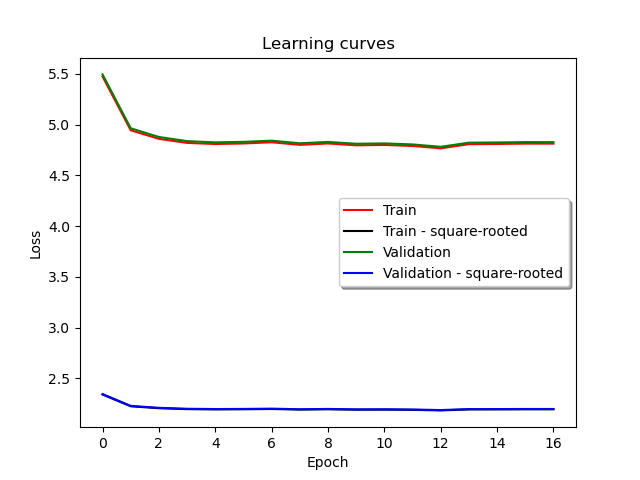 Learning curves
5.5
5.0
4.5
4.0
3.5
3.0
2.5
Loss
Train
Train - square-rooted
Validation
Validation - square-rooted
0 2 4 6 8 10 12 14 16
Epoch